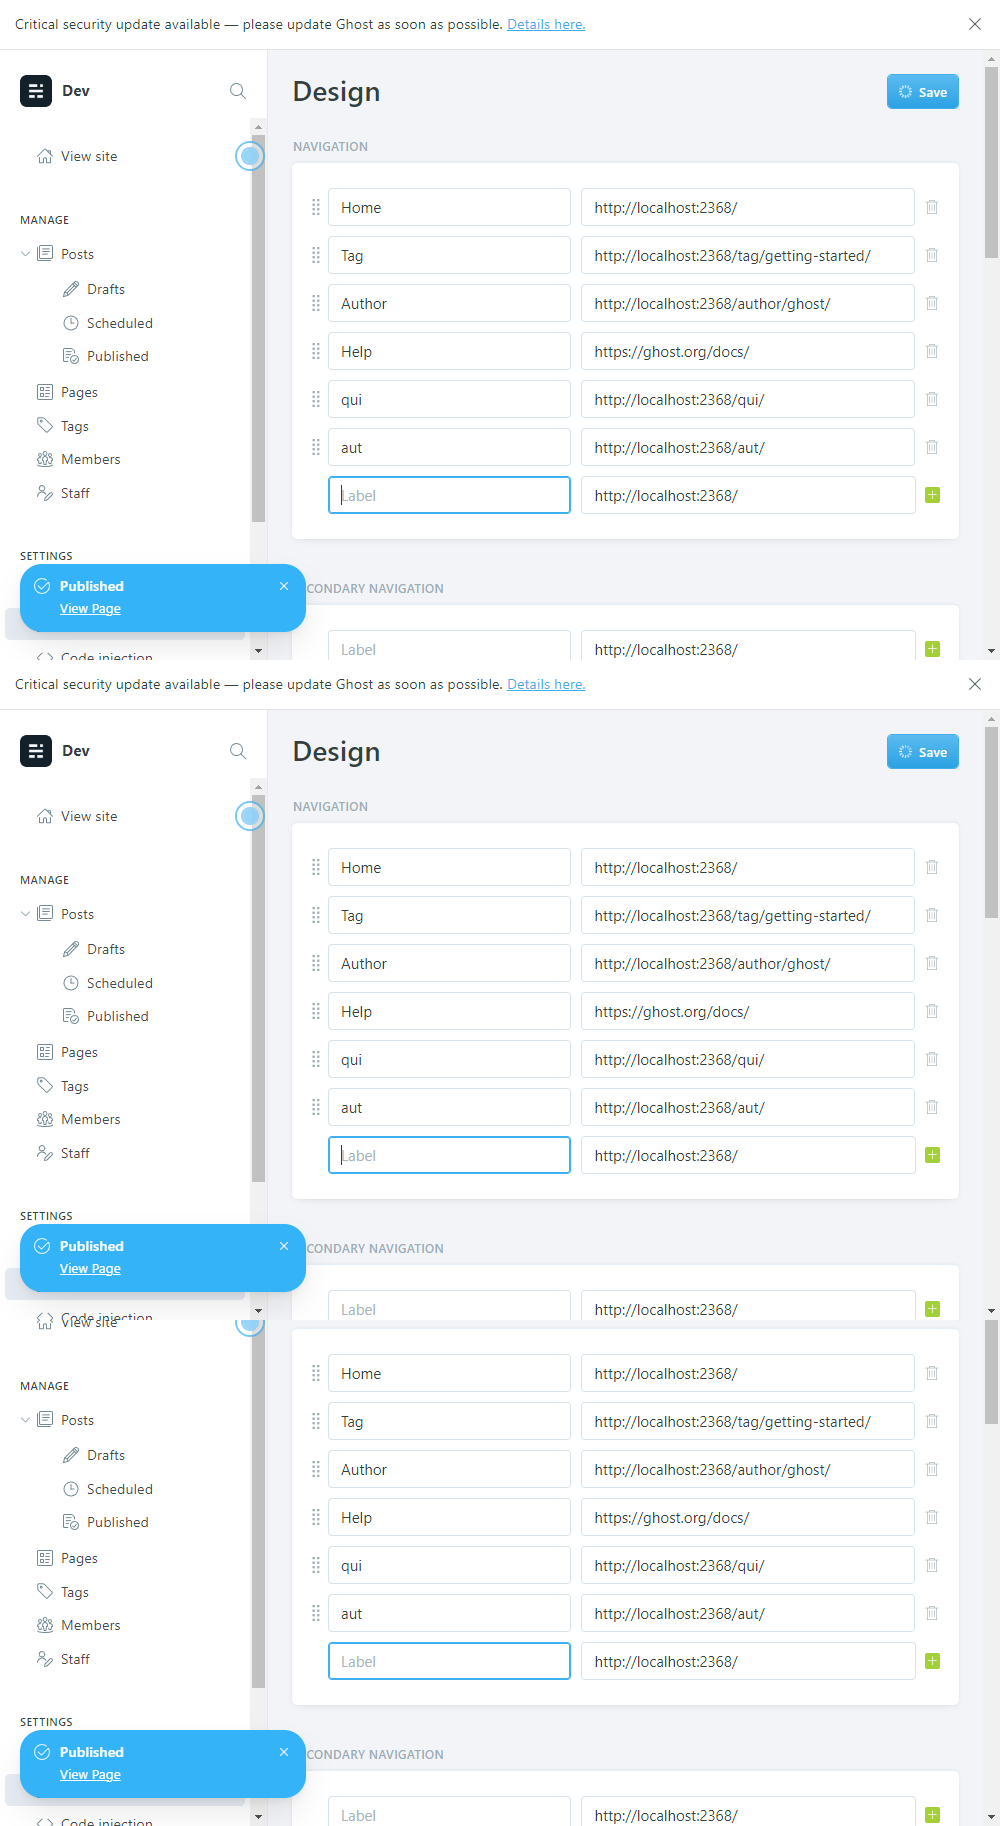 Critical security update available — please update Ghost as soon as possible. Details here.
Dev
Design
Save
View site
NAVIGATION
MANAGE
Home
http://localhost:2368/
Posts
Tag
http://localhost:2368/tag/getting-started/
Drafts
Author
http://localhost:2368/author/ghost/
Scheduled
Published
Help
https://ghost.org/docs/
Pages
qui
http://localhost:2368/qui/
Tags
aut
http://localhost:2368/aut/
Members
Staff
Label
http://localhost:2368/
SETTINGS
Published
View Page
CONDARY NAVIGATION
Label
http://localhost:2368/
Code injection
Critical security update available — please update Ghost as soon as possible. Details here.
Dev
Design
Save
View site
NAVIGATION
MANAGE
Home
http://localhost:2368/
Posts
Tag
http://localhost:2368/tag/getting-started/
Drafts
Author
http://localhost:2368/author/ghost/
Scheduled
Published
Help
https://ghost.org/docs/
Pages
qui
http://localhost:2368/qui/
Tags
aut
http://localhost:2368/aut/
Members
Staff
Label
http://localhost:2368/
SETTINGS
Published
View Page
CONDARY NAVIGATION
Label
http://localhost:2368/
Code injection
View site
MANAGE
Home
http://localhost:2368/
Posts
Tag
http://localhost:2368/tag/getting-started/
Drafts
Author
http://localhost:2368/author/ghost/
Scheduled
Published
Help
https://ghost.org/docs/
Pages
qui
http://localhost:2368/qui/
Tags
aut
http://localhost:2368/aut/
Members
Staff
Label
http://localhost:2368/
SETTINGS
Published
View Page
CONDARY NAVIGATION
Label
http://localhost:2368/
Code injection